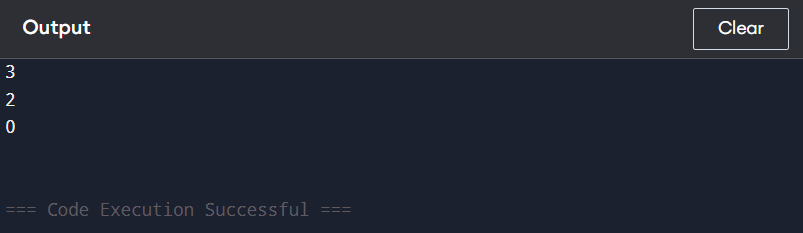 Output
Clear
3
2
0
=== Code Execution Successful ===